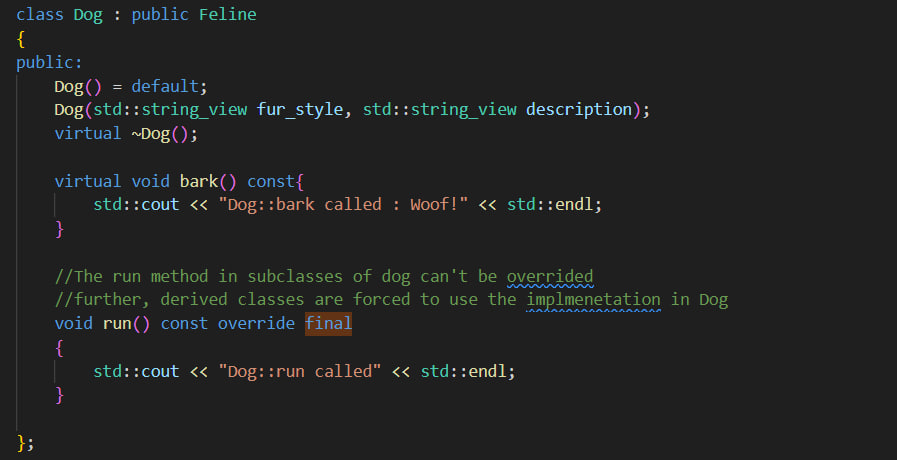 class Dog : public Feline
{
public:
    Dog() = default;
    Dog(std::string_view fur_style, std::string_view description);
    virtual ~Dog();

    virtual void bark() const{
        std::cout << "Dog::bark called : Woof!" << std::endl;
    }

    //The run method in subclasses of dog can't be overrided
    //further, derived classes are forced to use the implmenetation in Dog
    void run() const override final
    {
        std::cout << "Dog::run called" << std::endl;
    }

};